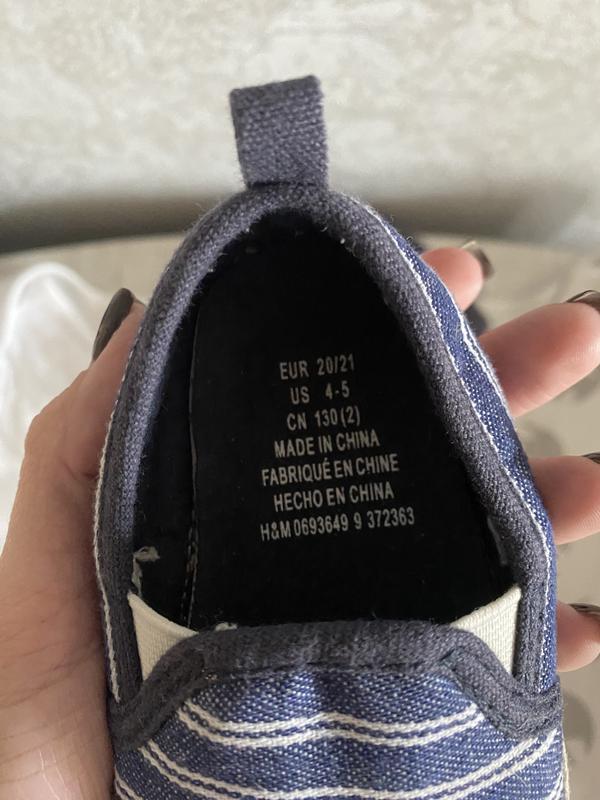 EUR 20/21
US 4-5
CN 130(2)
MADE IN CHINA
FABRIQUÉ EN CHINE
HECHO EN CHINA
H&M 0693649 9 372363